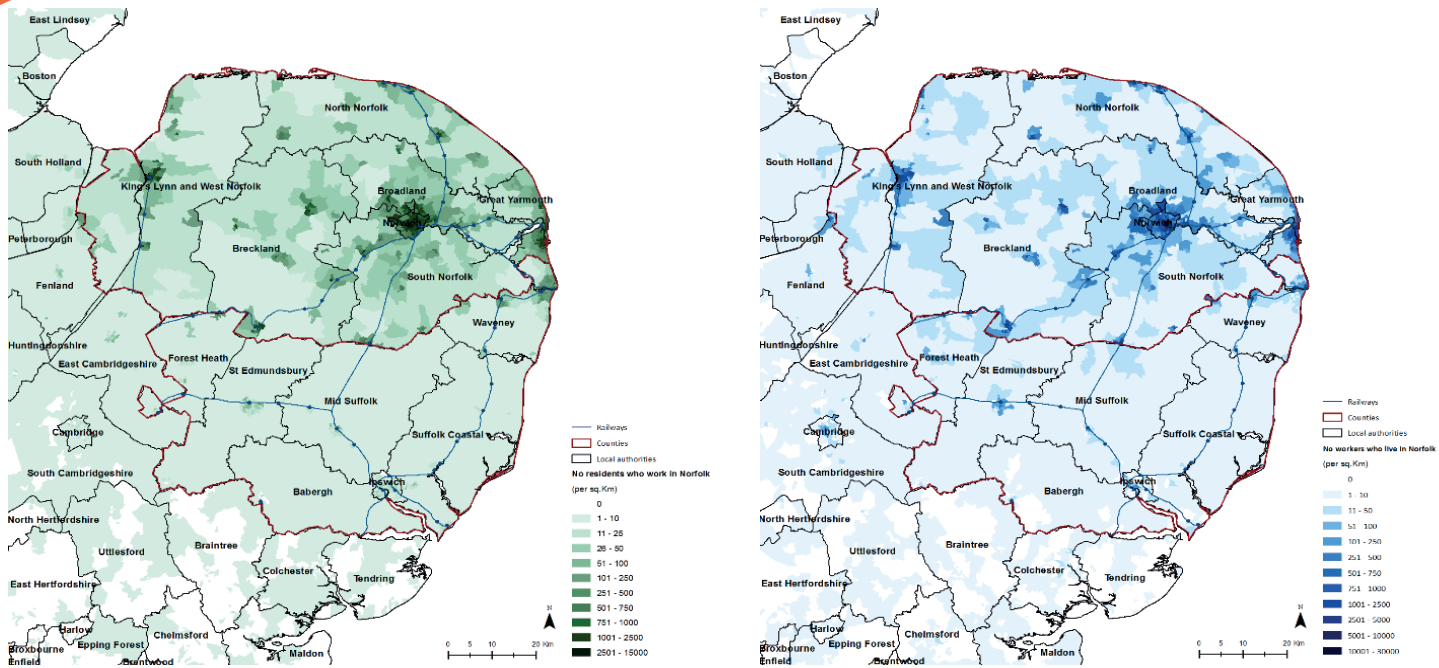 East Lindsey
Boston
North Norfolk
South Holland
King's Lynn and West Norfolk
Broadland
Great Yarmouth
Norwich
Peterborough
Breckland
South Norfolk
Fenland
Waveney
Huntingdonshire
East Cambridgeshire
Forest Heath
St Edmundsbury
Mid Suffolk
Cambridge
Suffolk Coastal
South Cambridgeshire
Ipswich
Babergh
North Hertfordshire
Uttlesford
Braintree
Colchester
Tendring
East Hertfordshire
Harlow
Epping Forest
Chelmsford
Broxbourne
Enfield
Brentwood
Maldon
Railways
Counties
Local authorities
No residents who work in Norfolk
(per sq.Km)
0
1 - 10
11 - 25
26 - 50
51 - 100
101 - 250
251 - 500
501 - 750
751 - 1000
1001 - 2500
2501 - 15000
N
0 5 10 20 Km
East Lindsey
Boston
North Norfolk
South Holland
King's Lynn and West Norfolk
Broadland
Great Yarmouth
Norwich
Peterborough
Breckland
South Norfolk
Fenland
Waveney
Huntingdonshire
East Cambridgeshire
Forest Heath
St Edmundsbury
Mid Suffolk
Cambridge
Suffolk Coastal
South Cambridgeshire
Ipswich
Babergh
North Hertfordshire
Uttlesford
Braintree
Colchester
Tendring
East Hertfordshire
Harlow
Epping Forest
Chelmsford
Broxbourne
Enfield
Brentwood
Maldon
Railways
Counties
Local authorities
No workers who live in Norfolk
(per sq.Km)
0
1 - 10
11 - 50
51 100
101 - 250
251 500
501 - 750
751 1000
1001 - 2500
2501 - 5000
5001 - 10000
10001 - 30000
N
0 5 10 20 Km